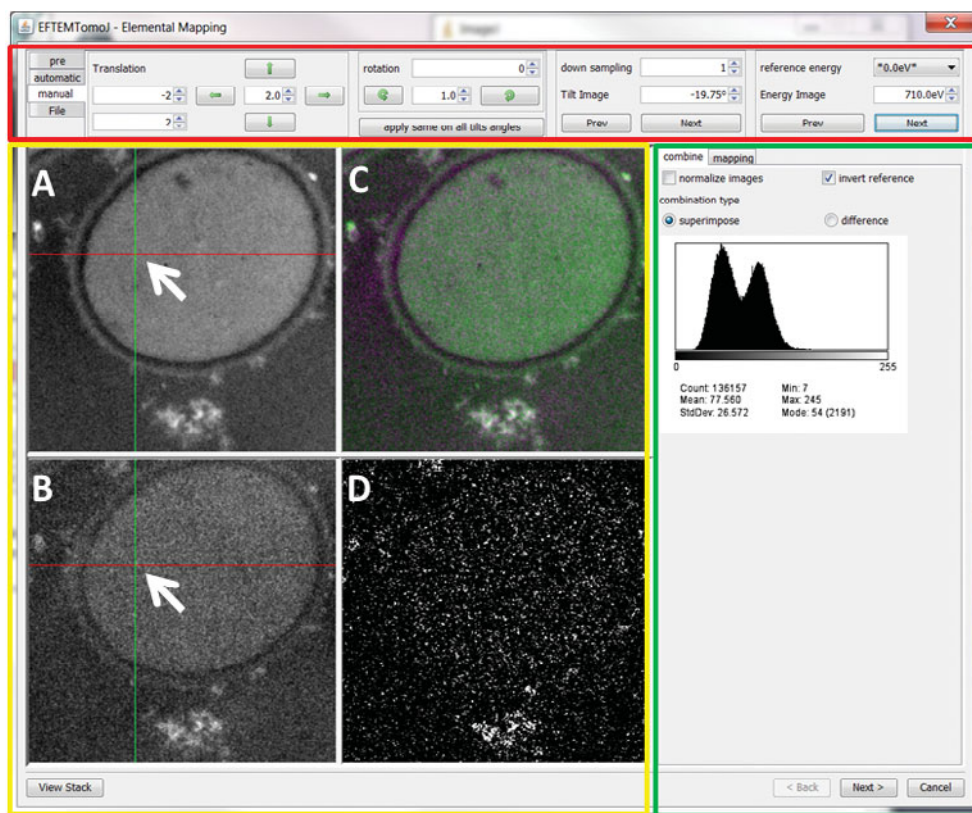 EFTEMTomoJ - Elemental Mapping
pre
automatic
manual
File
Translation
-2
2.0
2
rotation
0
1.0
apply same on all tilts angles
down sampling
1
Tilt Image
-19.75°
Prev
Next
reference energy
*0.0eV*
Energy Image
710.0eV
Prev
Next
A
C
B
D
combine
mapping
normalize images
invert reference
combination type
superimpose
difference
0
255
Count: 136157
Min: 7
Mean: 77.560
Max: 245
StdDev: 26.572
Mode: 54 (2191)
View Stack
< Back
Next >
Cancel